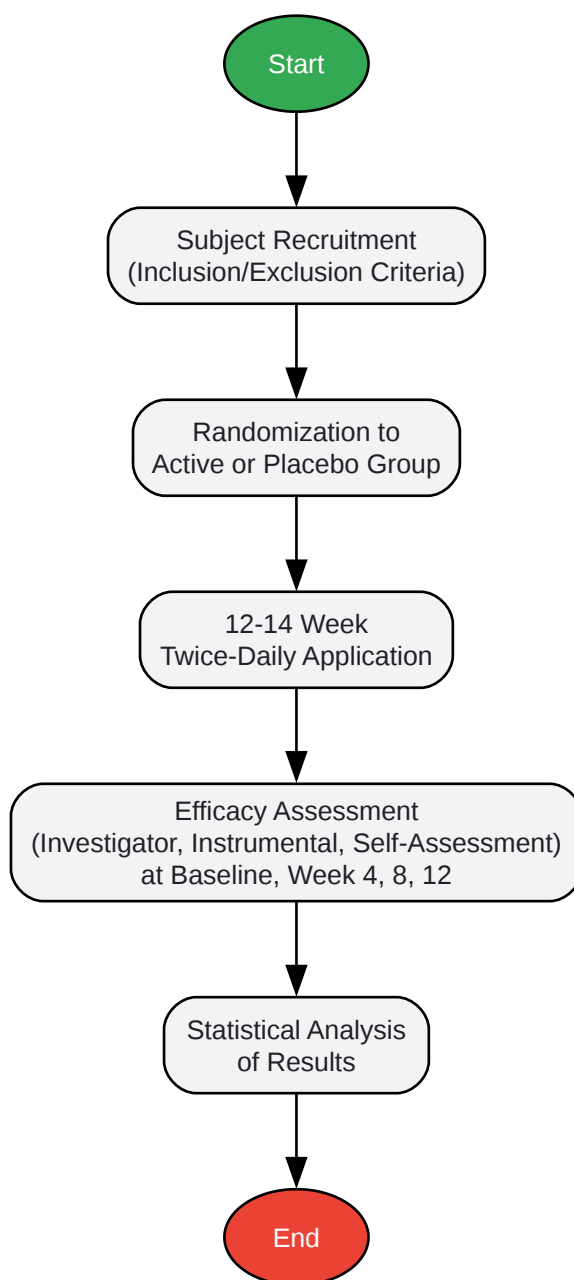 Start
Subject Recruitment
(Inclusion/Exclusion Criteria)
Randomization to
Active or Placebo Group
12-14 Week
Twice-Daily Application
Efficacy Assessment
(Investigator, Instrumental, Self-Assessment)
at Baseline, Week 4, 8, 12
Statistical Analysis
of Results
End